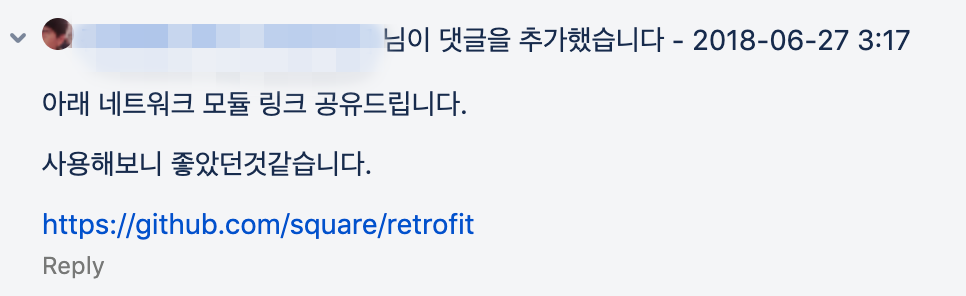 님이 댓글을 추가했습니다 - 2018-06-27 3:17
아래 네트워크 모듈 링크 공유드립니다.
사용해보니 좋았던것같습니다.
https://github.com/square/retrofit
Reply